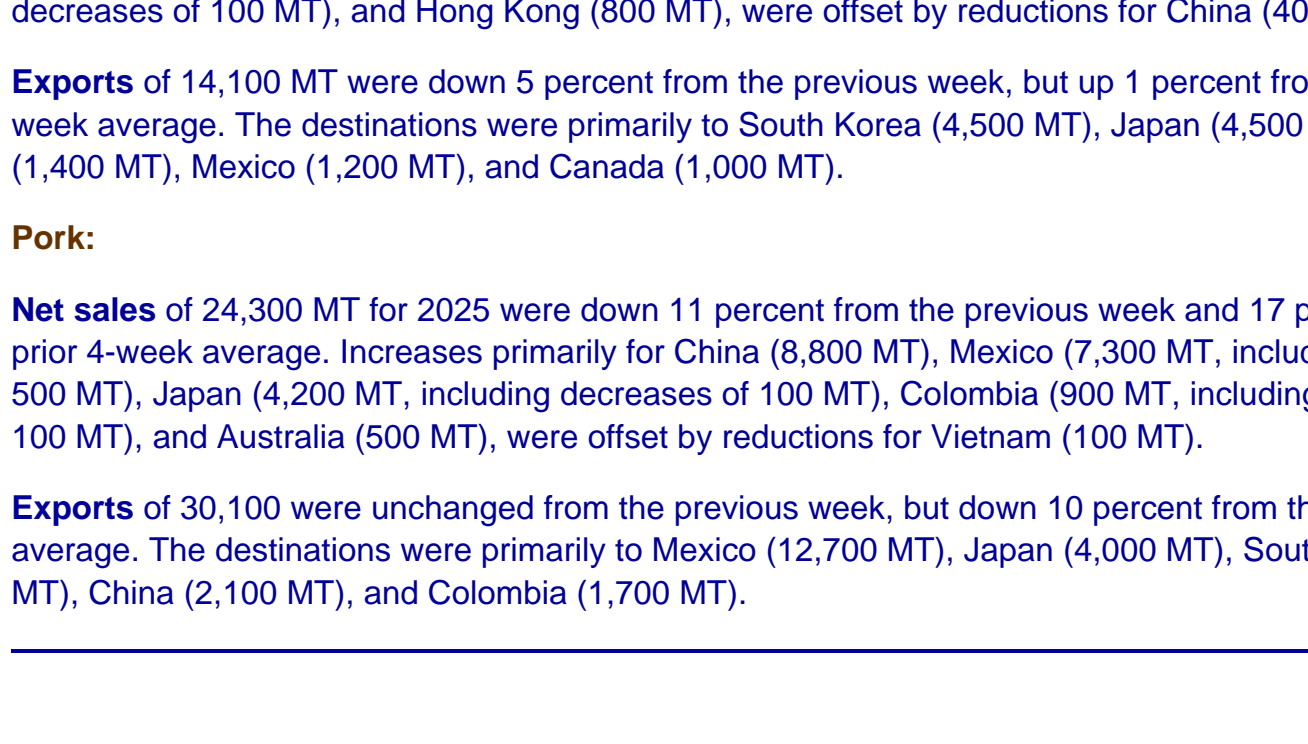 decreases of 100 MT), and Hong Kong (800 MT), were offset by reductions for China (40
Exports of 14,100 MT were down 5 percent from the previous week, but up 1 percent fro
week average. The destinations were primarily to South Korea (4,500 MT), Japan (4,500
(1,400 MT), Mexico (1,200 MT), and Canada (1,000 MT).
Pork:
Net sales of 24,300 MT for 2025 were down 11 percent from the previous week and 17 p
prior 4-week average. Increases primarily for China (8,800 MT), Mexico (7,300 MT, includ
500 MT), Japan (4,200 MT, including decreases of 100 MT), Colombia (900 MT, including
100 MT), and Australia (500 MT), were offset by reductions for Vietnam (100 MT).
Exports of 30,100 were unchanged from the previous week, but down 10 percent from th
average. The destinations were primarily to Mexico (12,700 MT), Japan (4,000 MT), Sout
MT), China (2,100 MT), and Colombia (1,700 MT).